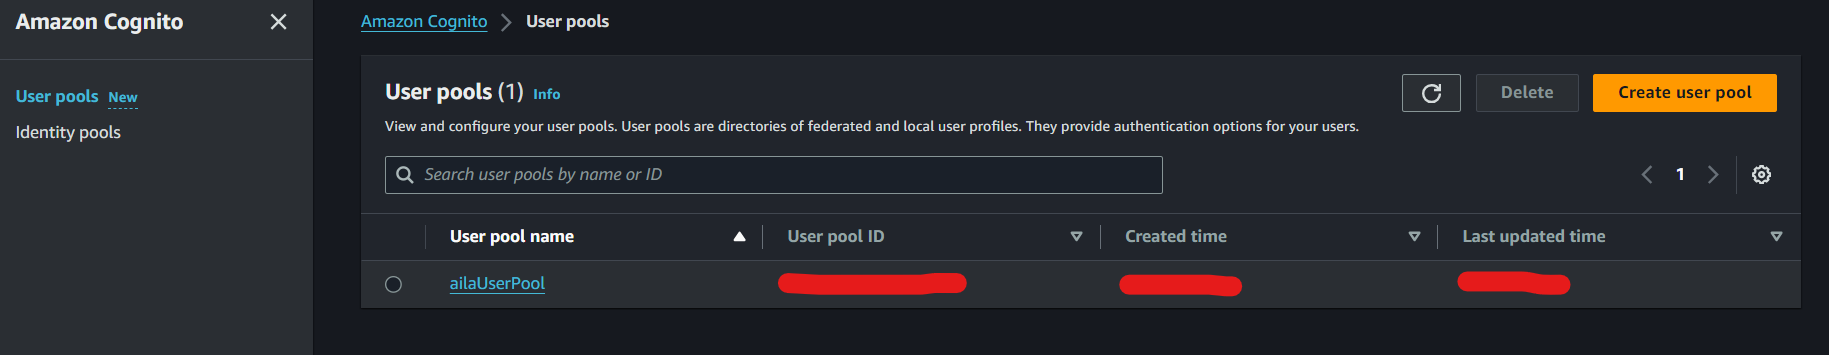 Amazon Cognito
User pools New
Identity pools
Amazon Cognito > User pools
User pools (1) Info
Delete
Create user pool
View and configure your user pools. User pools are directories of federated and local user profiles. They provide authentication options for your users.
Search user pools by name or ID
1
User pool name
User pool ID
Created time
Last updated time
ailaUserPool